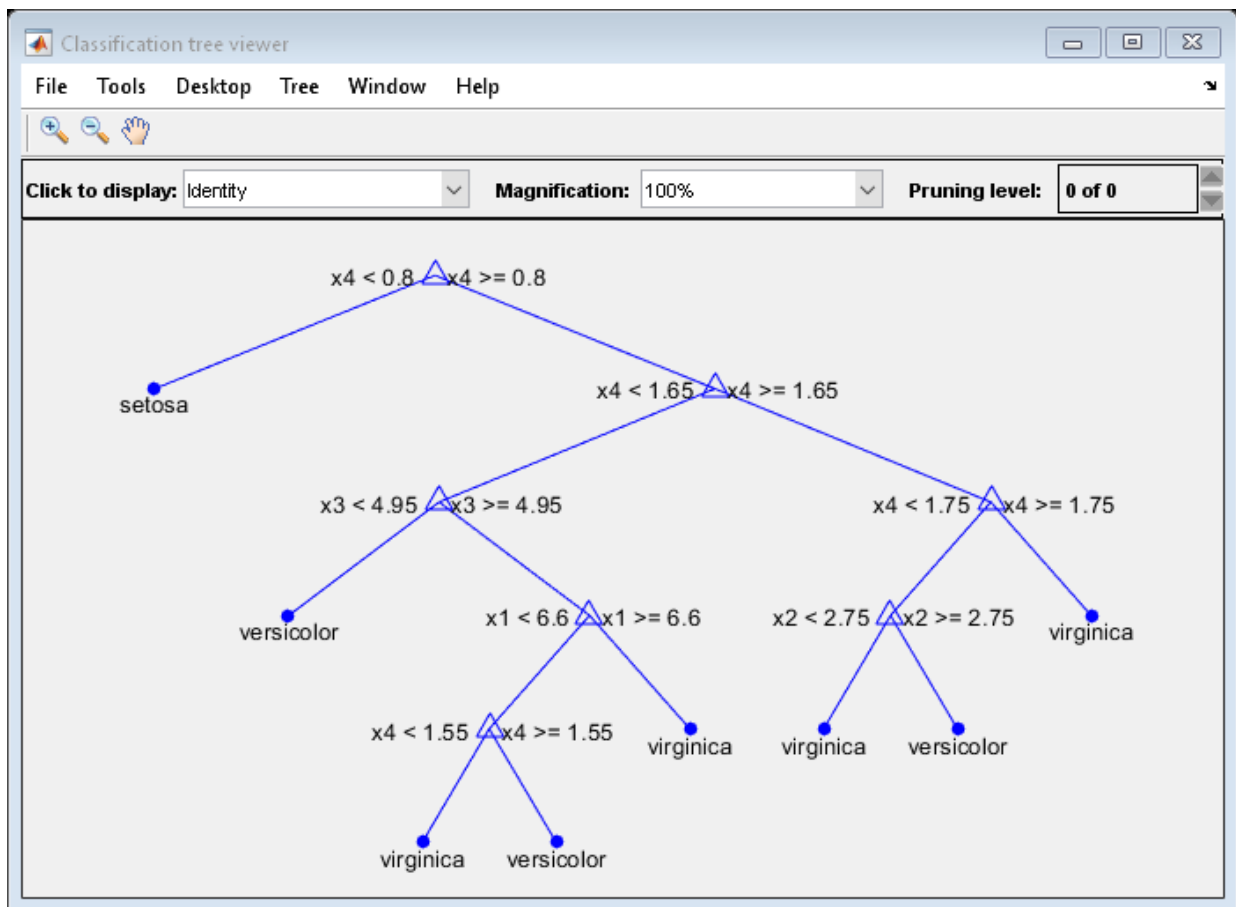 Classification tree viewer
File Tools Desktop Tree Window Help
Click to display: Identity Magnification: 100% Pruning level: 0 of 0
x4 < 0.8 x4 >= 0.8
setosa x4 < 1.65 x4 >= 1.65
x3 < 4.95 x3 >= 4.95 x4 < 1.75 x4 >= 1.75
versicolor x1 < 6.6 x1 >= 6.6 x2 < 2.75 x2 >= 2.75 virginica
x4 < 1.55 x4 >= 1.55 virginica virginica versicolor
virginica versicolor